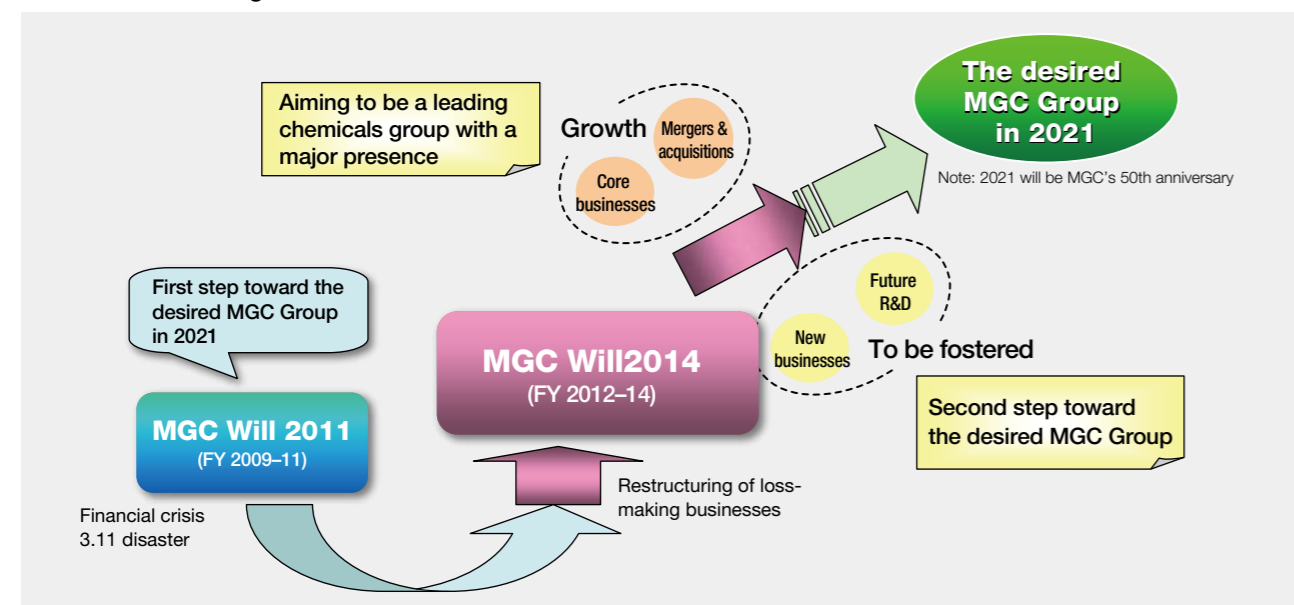 Aiming to be a leading
chemicals group with a
major presence
Growth
Mergers &
acquisitions
Core
businesses
The desired
MGC Group
in 2021
Note: 2021 will be MGC's 50th anniversary
First step toward the
desired MGC Group
in 2021
MGC Will 2011
(FY 2009–11)
Financial crisis
3.11 disaster
MGC Will2014
(FY 2012–14)
Restructuring of loss-
making businesses
Future
R&D
New
businesses
To be fostered
Second step toward
the desired MGC Group